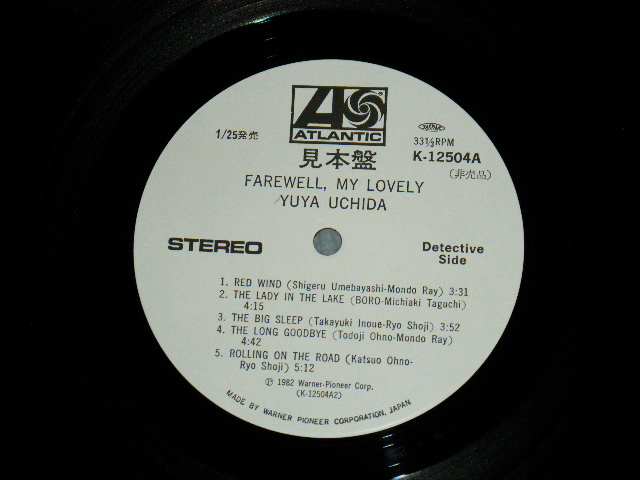 ATLANTIC
1/25発売
見本盤
33⅓RPM
K-12504A
(非売品)
FAREWELL, MY LOVELY
YUYA UCHIDA
STEREO
Detective
Side
1. RED WIND (Shigeru Umebayashi-Mondo Ray) 3:31
2. THE LADY IN THE LAKE (BORO-Michiaki Taguchi)
4:15
3. THE BIG SLEEP (Takayuki Inoue-Ryo Shoji) 3:52
4. THE LONG GOODBYE (Todoji Ohno-Mondo Ray)
4:42
5. ROLLING ON THE ROAD (Katsuo Ohno-
Ryo Shoji) 5:12
Ⓟ 1982 Warner-Pioneer Corp.
(K-12504A2)
MADE BY WARNER PIONEER CORPORATION, JAPAN